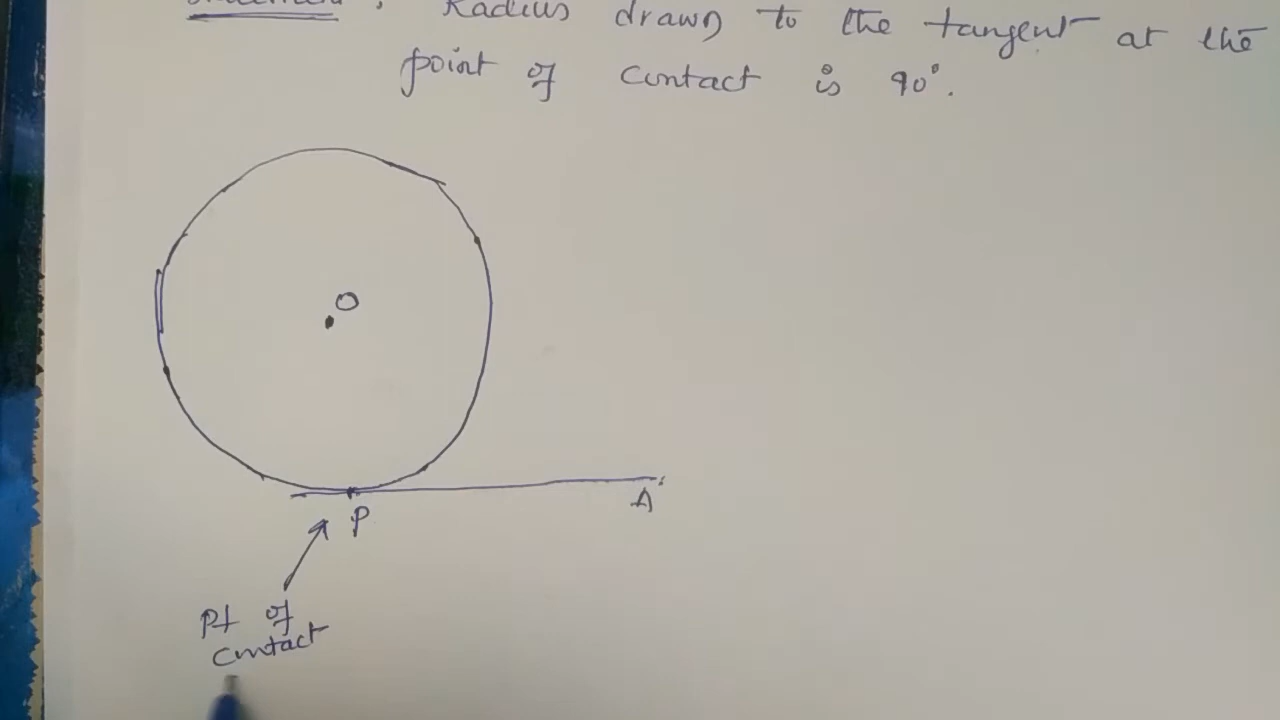 : Radius drawn to the tangent at the
point of contact is 90°.
O
P
A
Pt of
contact